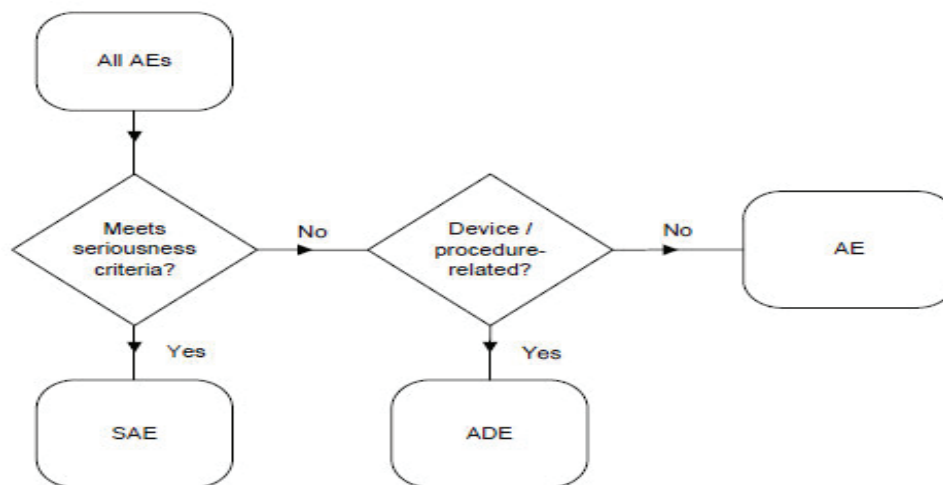 All AEs
Meets
seriousness
criteria?
No
Device /
procedure-
related?
No
AE
Yes
Yes
SAE
ADE